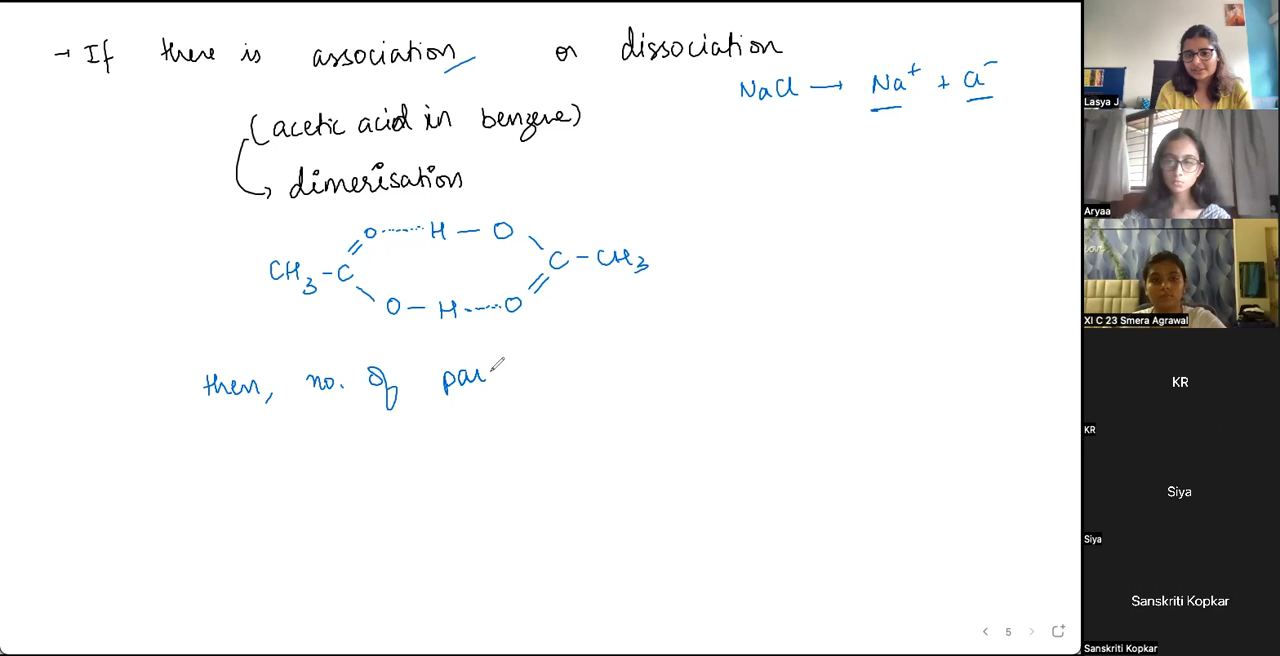 → If there is association or dissociation
NaCl → Na⁺ + Cl⁻
(acetic acid in benzene)
↳ dimerisation
O ······ H — O
CH₃ - C
C - CH₃
O — H ······ O
then, no. of par
5
Lasya J
Aryaa
XI C 23 Smera Agrawal
KR
KR
Siya
Siya
Sanskriti Kopkar
Sanskriti Kopkar